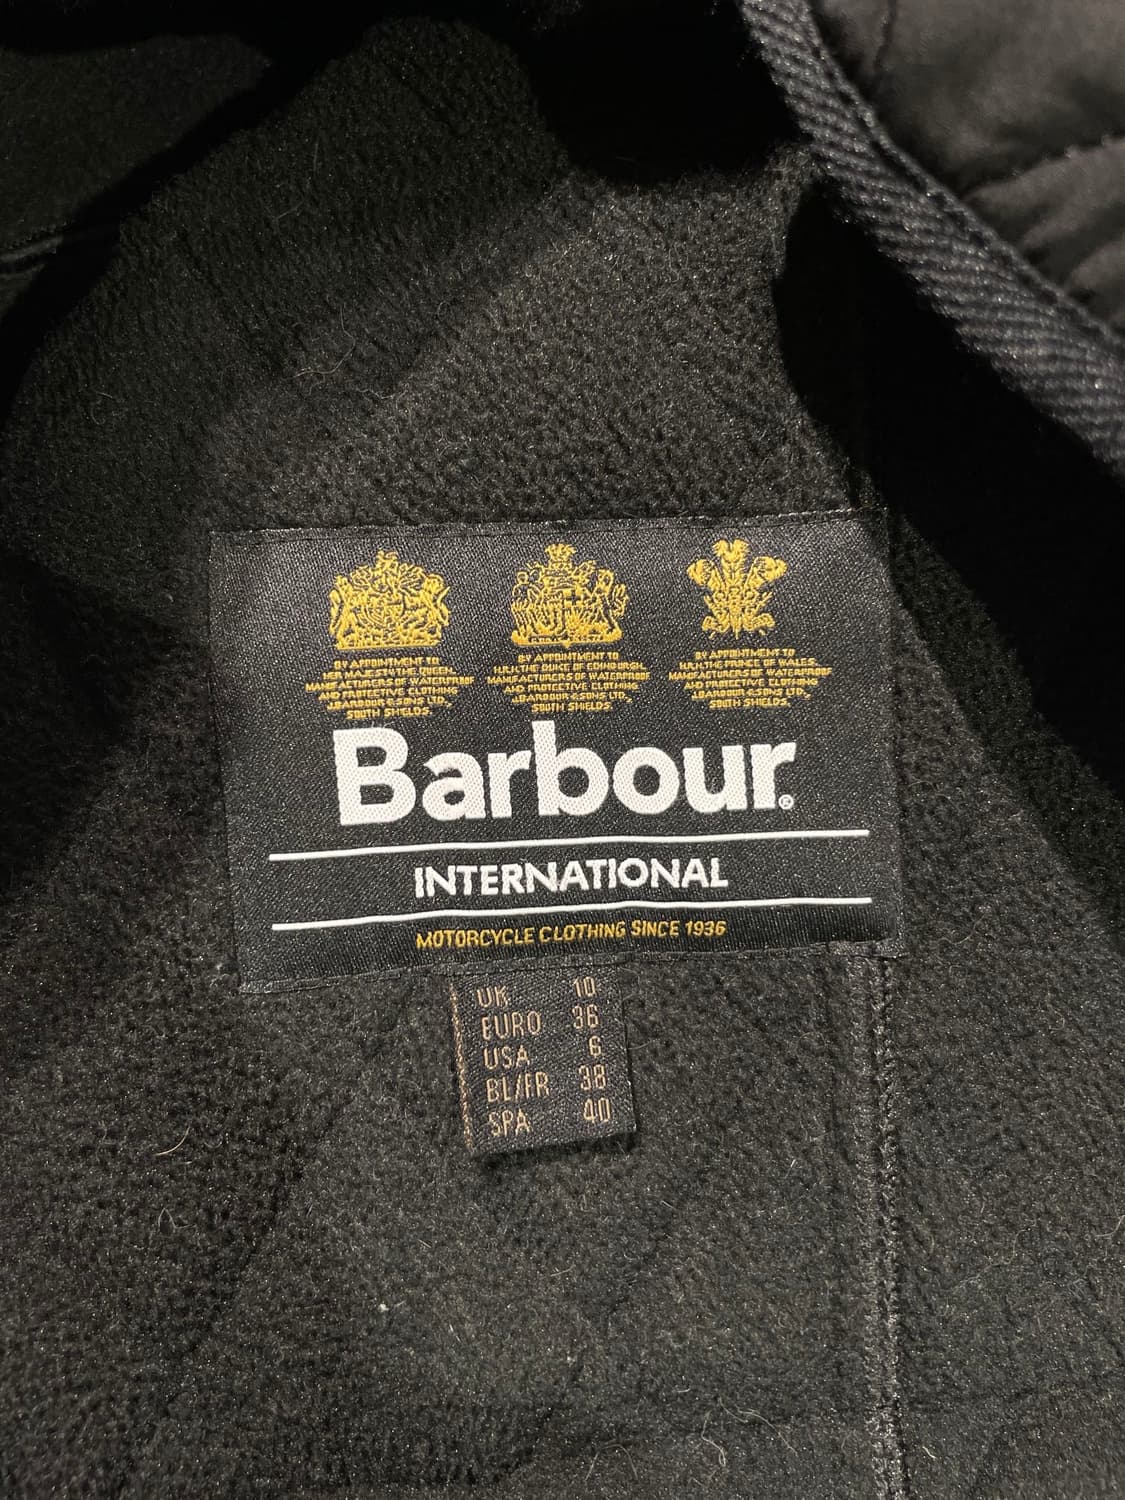 BY APPOINTMENT TO
HER MAJESTY THE QUEEN.
MANUFACTURERS OF WATERPROOF
AND PROTECTIVE CLOTHING
J.BARBOUR & SONS LTD.,
SOUTH SHIELDS.
BY APPOINTMENT TO
H.R.H. THE DUKE OF EDINBURGH.
MANUFACTURERS OF WATERPROOF
AND PROTECTIVE CLOTHING
J.BARBOUR & SONS LTD.,
SOUTH SHIELDS.
BY APPOINTMENT TO
H.R.H. THE PRINCE OF WALES.
MANUFACTURERS OF WATERPROOF
AND PROTECTIVE CLOTHING
J.BARBOUR & SONS LTD.,
SOUTH SHIELDS.
Barbour®
INTERNATIONAL
MOTORCYCLE CLOTHING SINCE 1936
UK 10
EURO 36
USA 6
BL/FR 38
SPA 40